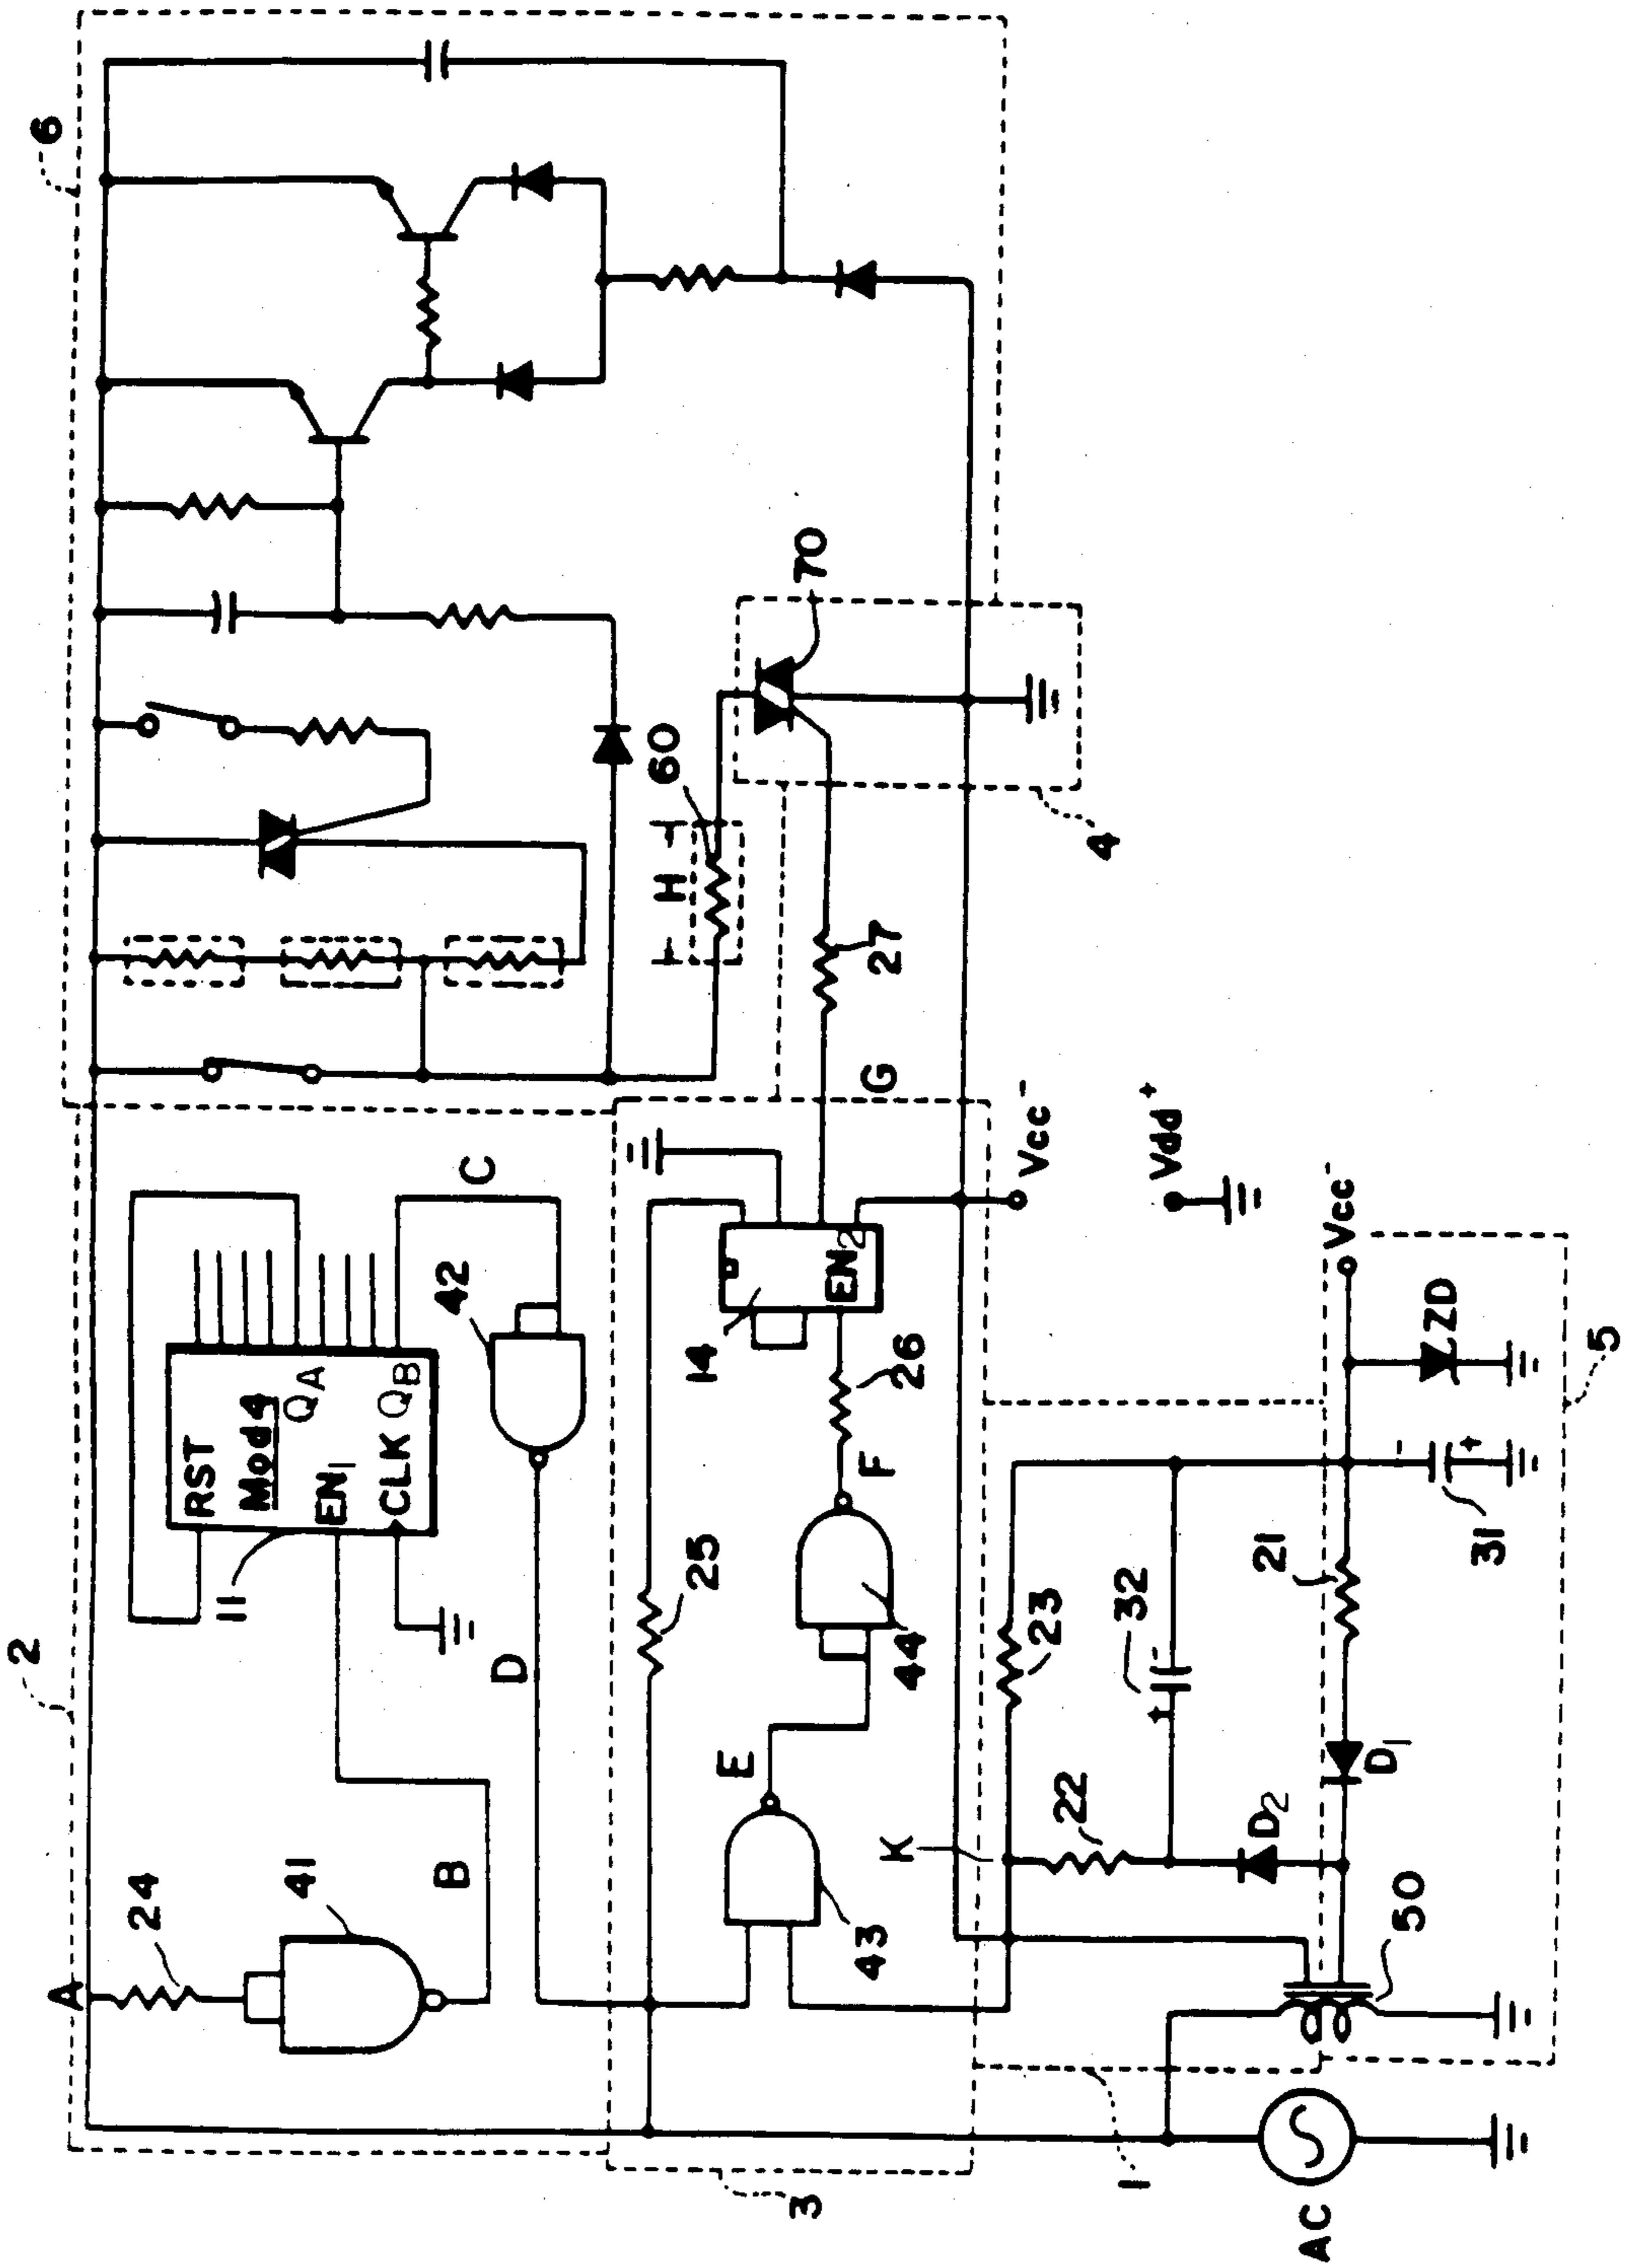 6
2
A
24
41
B
11
RST
Mod4
EN1
CLK
QA
QB
C
42
D
25
E
43
44
F
26
14
EN2
G
27
H
60
70
4
3
K
22
23
32
D2
D1
21
31
ZD
Vcc-
Vdd+
Vcc-
-
+
+
-
50
5
1
AC